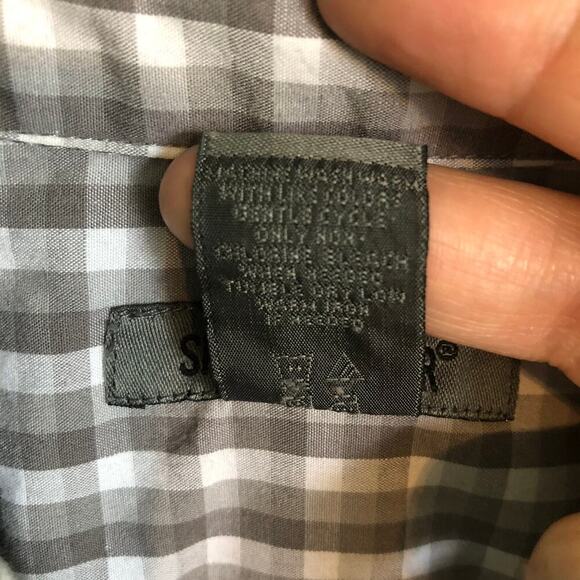 MACHINE WASH WARM
WITH LIKE COLORS
GENTLE CYCLE
ONLY NON-
CHLORINE BLEACH
WHEN NEEDED
TUMBLE DRY LOW
WARM IRON
IF NEEDED
S
R®